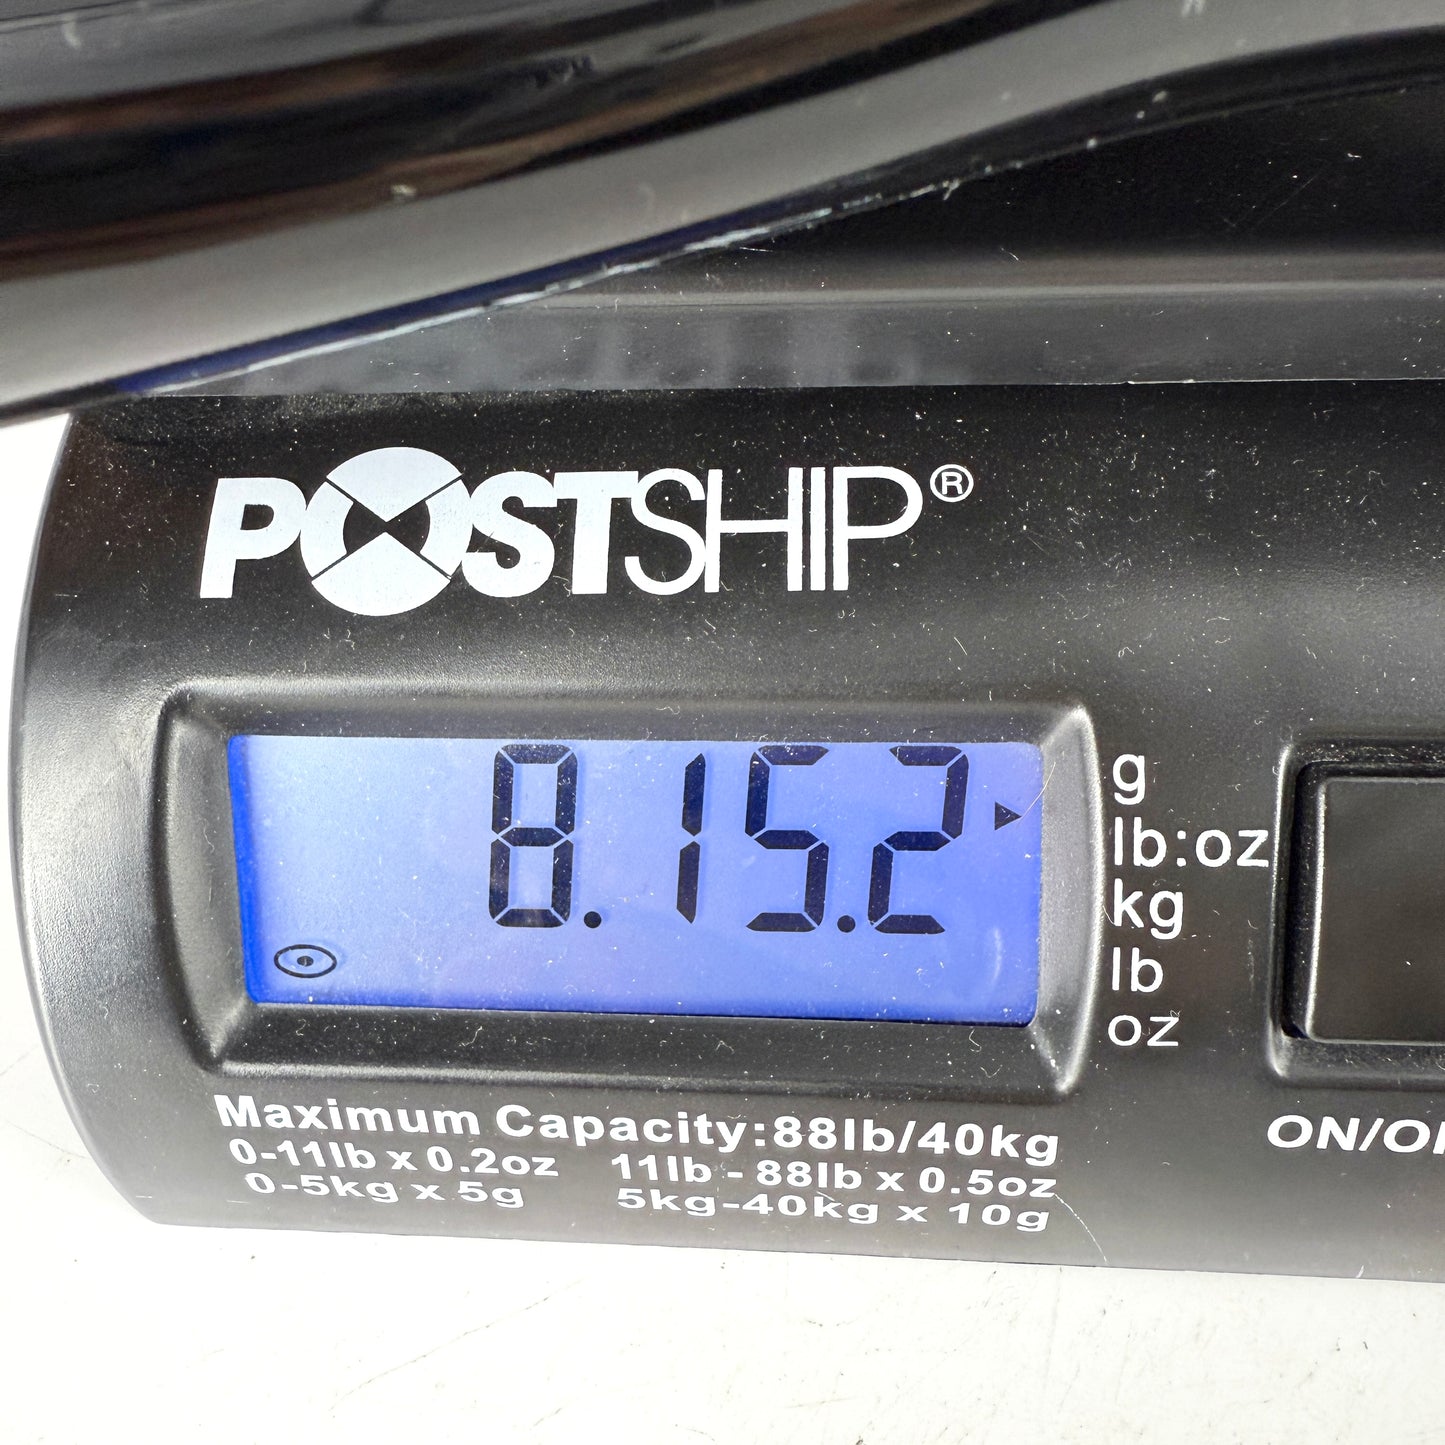 POSTSHIP®
8.15.2
g
lb:oz
kg
lb
oz
Maximum Capacity:88lb/40kg
0-11lb x 0.2oz 11lb - 88lb x 0.5oz
0-5kg x 5g 5kg-40kg x 10g